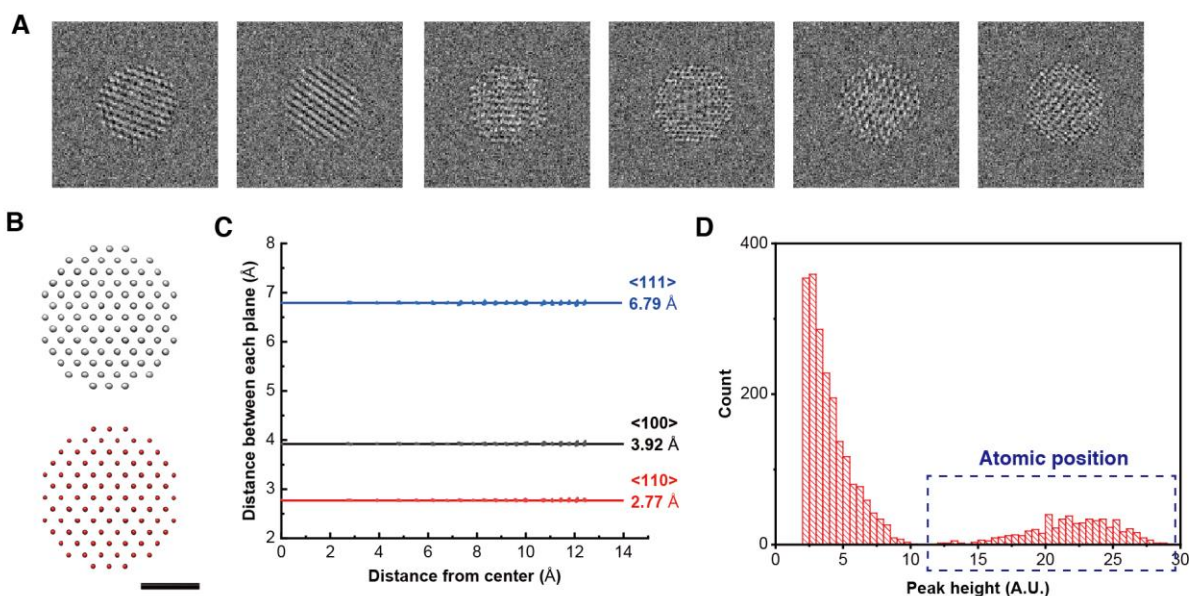 A
B
C
Distance between each plane (Å)
8
7
6
5
4
3
2
<111>
6.79 Å
<100>
3.92 Å
<110>
2.77 Å
0 2 4 6 8 10 12 14
Distance from center (Å)
D
Count
400
200
0
Atomic position
0 5 10 15 20 25 30
Peak height (A.U.)